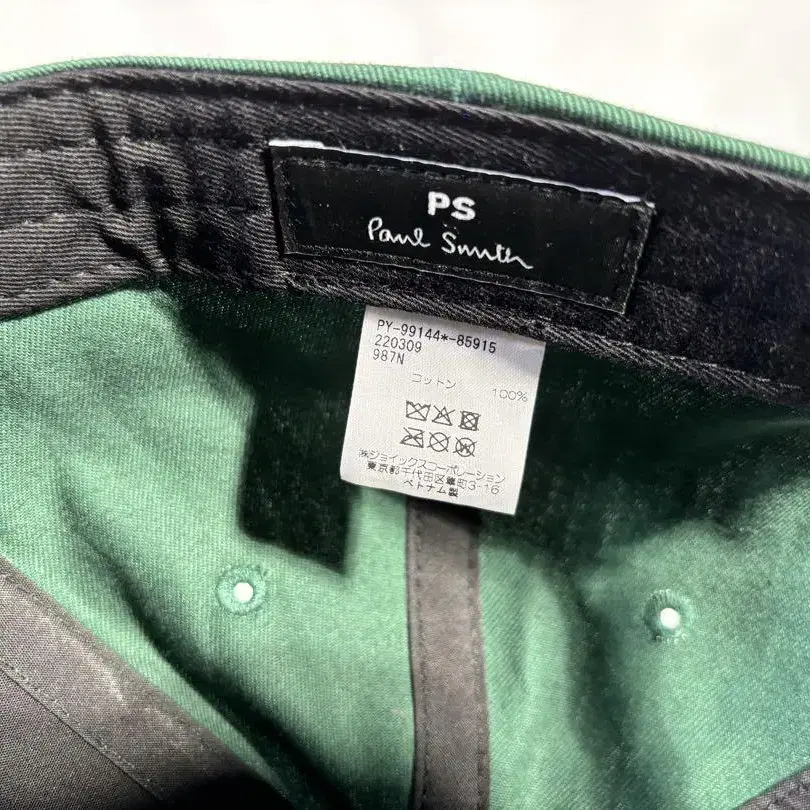 PS
Paul Smith
PY-99144*-85915
220309
987N
コットン 100%
㈱ジョイックスコーポレーション
東京都千代田区麹町3-16
ベトナム製